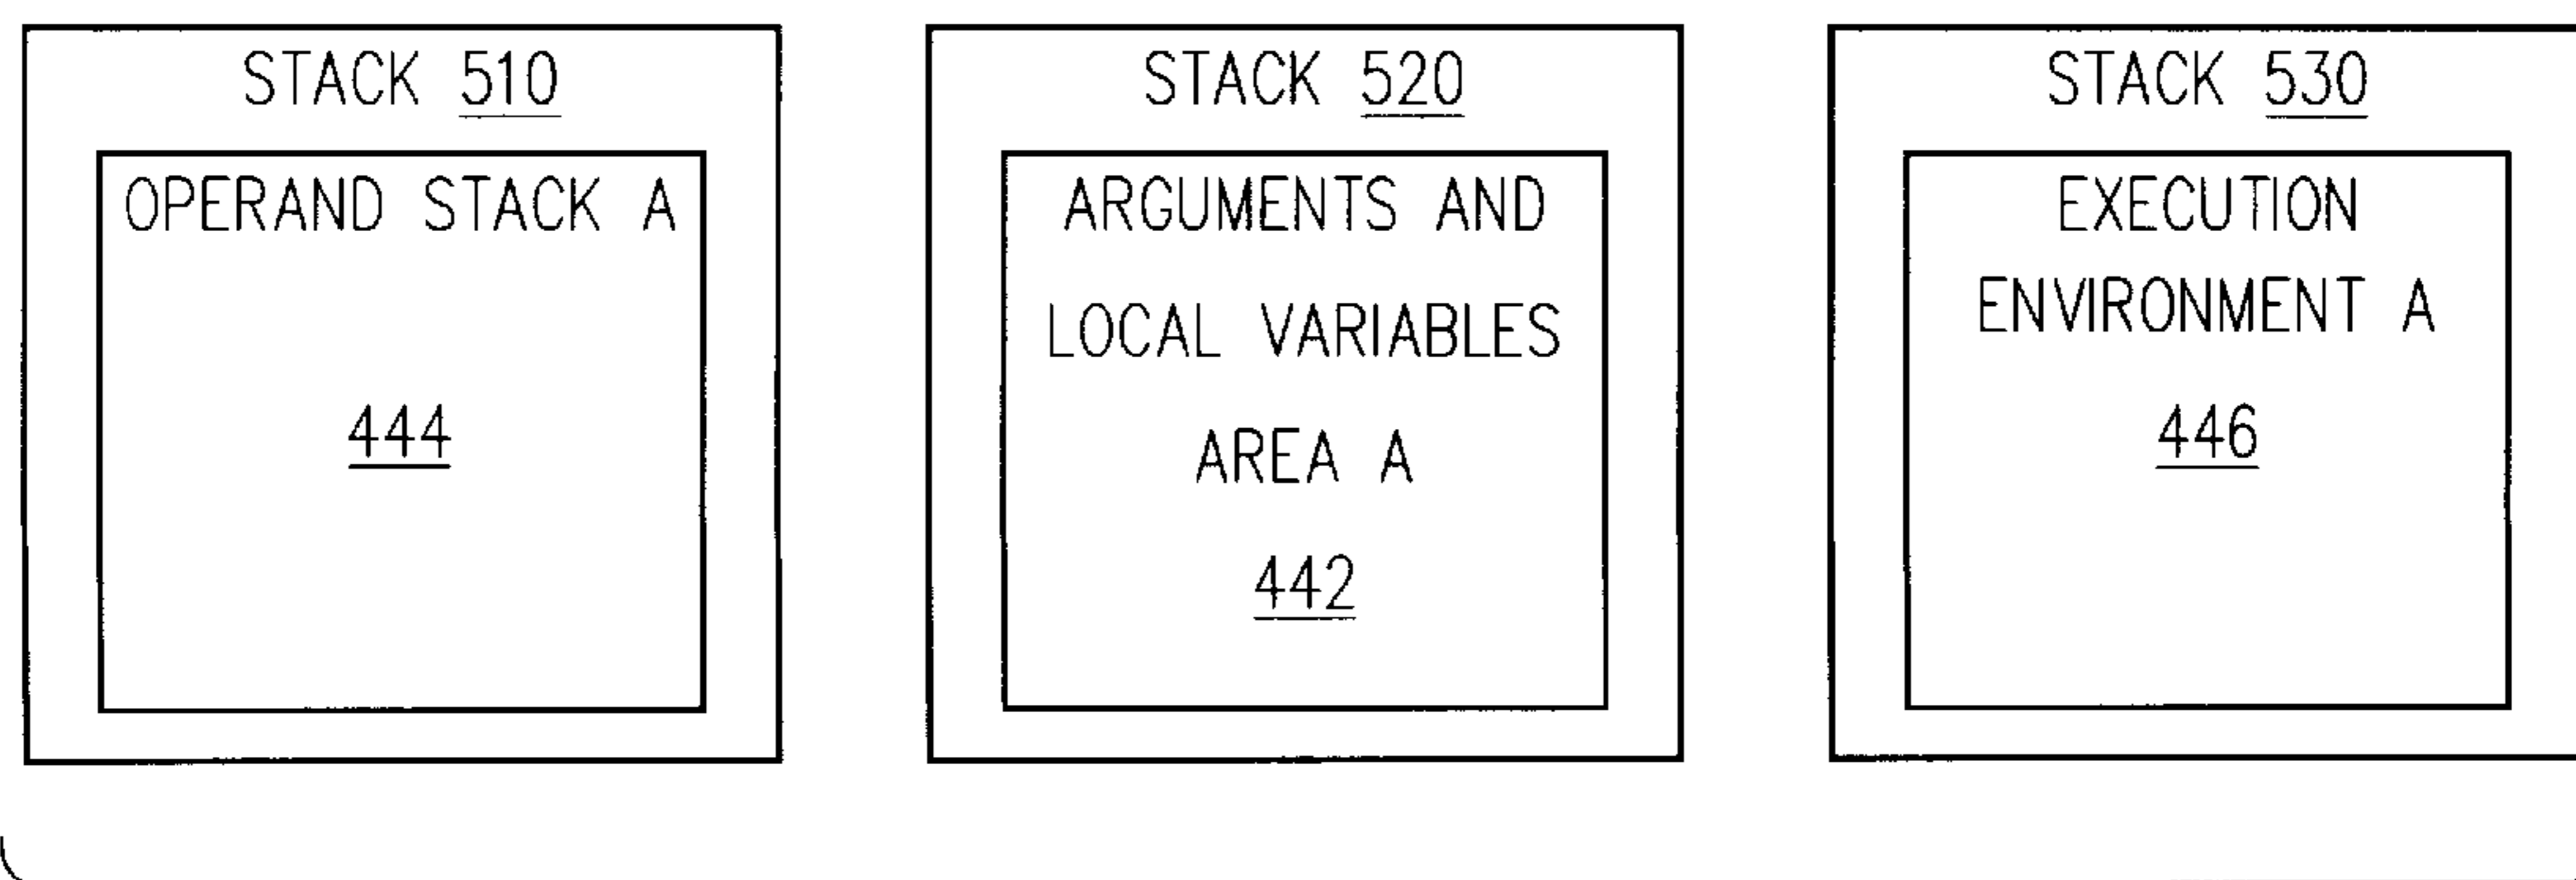 STACK 510
OPERAND STACK A
444
STACK 520
ARGUMENTS AND
LOCAL VARIABLES
AREA A
442
STACK 530
EXECUTION
ENVIRONMENT A
446